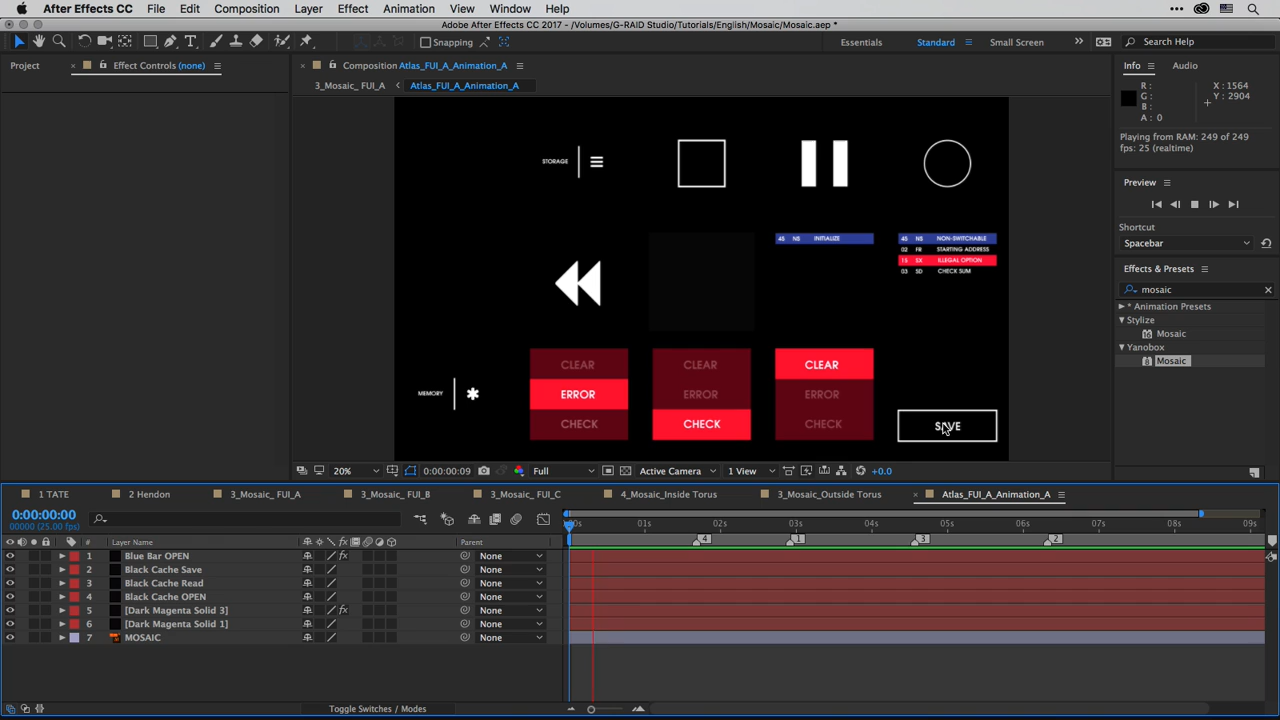 After Effects CC File Edit Composition Layer Effect Animation View Window Help
Adobe After Effects CC 2017 - /Volumes/G-RAID Studio/Tutorials/English/Mosaic/Mosaic.aep *
Snapping
Essentials Standard Small Screen Search Help
Project Effect Controls (none)
Composition Atlas_FUI_A_Animation_A
3_Mosaic_ FUI_A Atlas_FUI_A_Animation_A
STORAGE
45 NS INITIALIZE
45 NS NON-SWITCHABLE
02 FR STARTING ADDRESS
15 SX ILLEGAL OPTION
03 SD CHECK SUM
CLEAR CLEAR CLEAR
MEMORY ERROR ERROR ERROR
CHECK CHECK CHECK
SAVE
20% 0:00:00:09 Full Active Camera 1 View +0.0
Info Audio
R : X : 1564
G : Y : 2904
B :
A : 0
Playing from RAM: 249 of 249
fps: 25 (realtime)
Preview
Shortcut
Spacebar
Effects & Presets
mosaic
* Animation Presets
Stylize
Mosaic
Yanobox
Mosaic
1 TATE 2 Hendon 3_Mosaic_ FUI_A 3_Mosaic_ FUI_B 3_Mosaic_ FUI_C 4_Mosaic_Inside Torus 3_Mosaic_Outside Torus Atlas_FUI_A_Animation_A
0:00:00:00
00000 (25.00 fps)
:00s 01s 02s 03s 04s 05s 06s 07s 08s 09s
4 1 3 2
# Layer Name Parent
1 Blue Bar OPEN None
2 Black Cache Save None
3 Black Cache Read None
4 Black Cache OPEN None
5 [Dark Magenta Solid 3] None
6 [Dark Magenta Solid 1] None
7 MOSAIC None
Toggle Switches / Modes